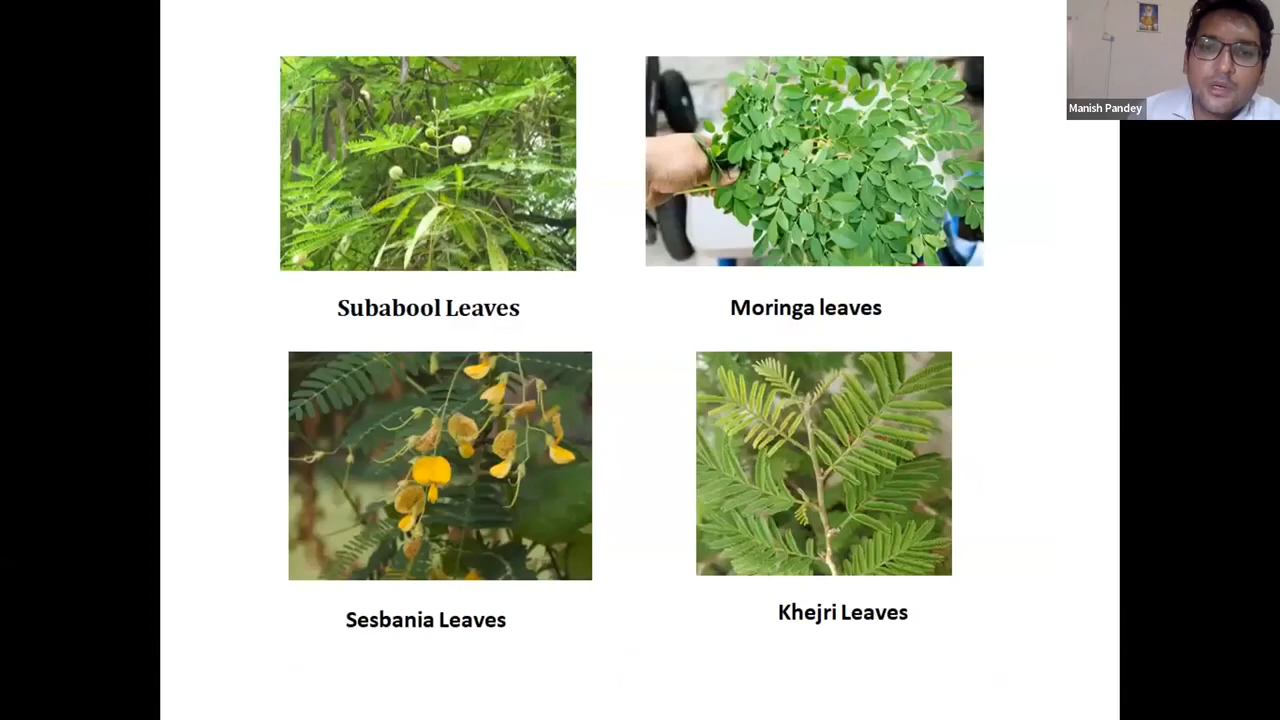 Manish Pandey
Subabool Leaves
Moringa leaves
Sesbania Leaves
Khejri Leaves